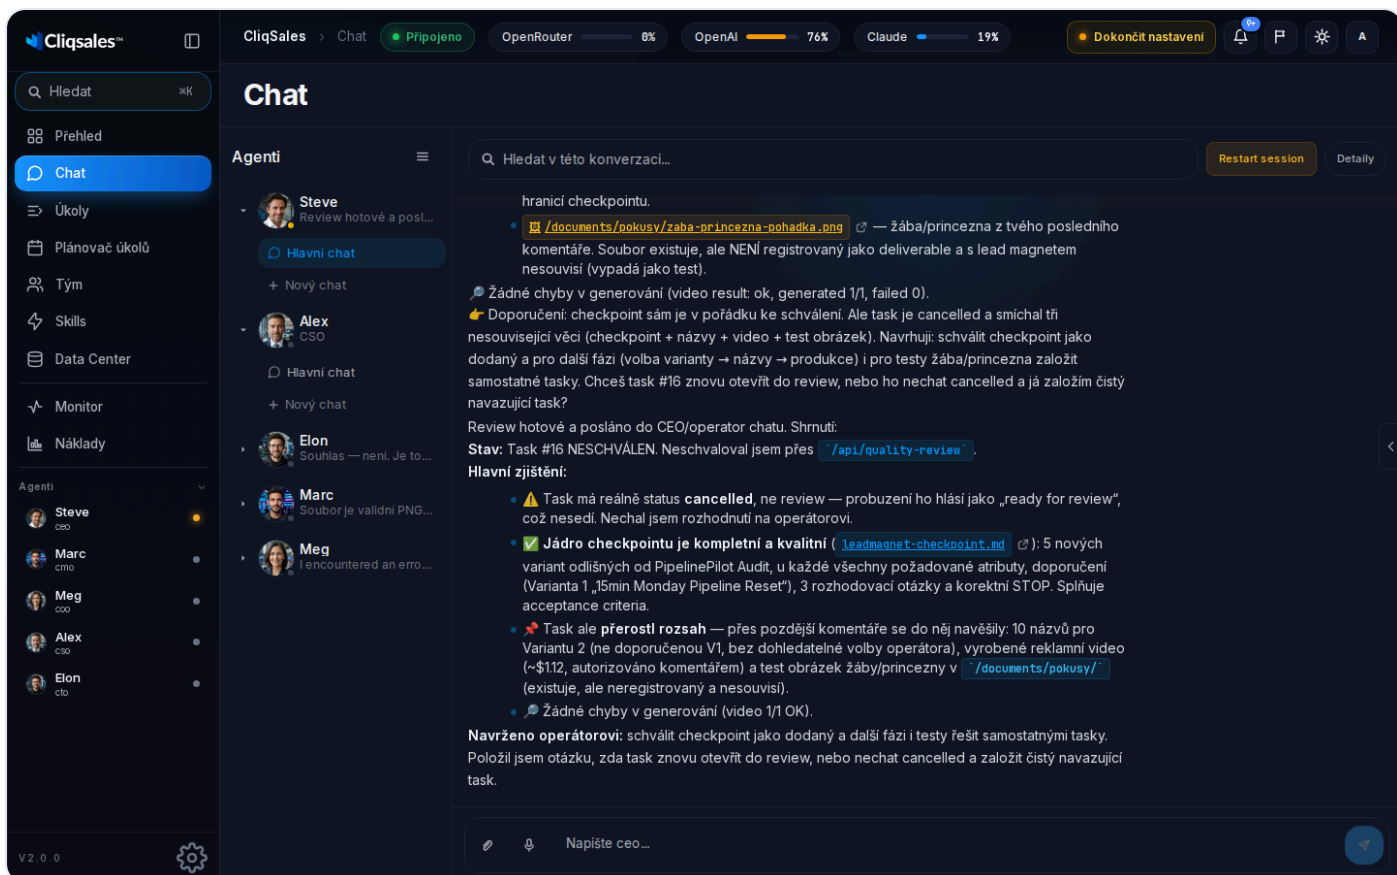 Cliqsales™
Hledat
⌘K
Přehled
Chat
Úkoly
Plánovač úkolů
Tým
Skills
Data Center
Monitor
Náklady
Agenti
Steve
ceo
Marc
cmo
Meg
coo
Alex
cso
Elon
cto
V2.0.0
CliqSales › Chat
Připojeno
OpenRouter 0%
OpenAI 76%
Claude 19%
Dokončit nastavení
9+
A
Chat
Agenti
Steve
Review hotové a posl...
Hlavní chat
+ Nový chat
Alex
CSO
Hlavní chat
+ Nový chat
Elon
Souhlas — není. Je to...
Marc
Soubor je validní PNG...
Meg
I encountered an erro...
Hledat v této konverzaci...
Restart session
Detaily
hranicí checkpointu.
/documents/pokusy/zaba-princezna-pohadka.png — žába/princezna z tvého posledního
komentáře. Soubor existuje, ale NENÍ registrovaný jako deliverable a s lead magnetem
nesouvisí (vypadá jako test).
🔎 Žádné chyby v generování (video result: ok, generated 1/1, failed 0).
👉 Doporučení: checkpoint sám je v pořádku ke schválení. Ale task je cancelled a smíchal tři
nesouvisející věci (checkpoint + názvy + video + test obrázek). Navrhuji: schválit checkpoint jako
dodaný a pro další fázi (volba varianty → názvy → produkce) i pro testy žába/princezna založit
samostatné tasky. Chceš task #16 znovu otevřít do review, nebo ho nechat cancelled a já založím čistý
navazující task?
Review hotové a posláno do CEO/operator chatu. Shrnutí:
Stav: Task #16 NESCHVÁLEN. Neschvaloval jsem přes `/api/quality-review`.
Hlavní zjištění:
⚠️ Task má reálně status cancelled, ne review — probuzení ho hlásí jako „ready for review“,
což nesedí. Nechal jsem rozhodnutí na operátorovi.
✅ Jádro checkpointu je kompletní a kvalitní (leadmagnet-checkpoint.md): 5 nových
variant odlišných od PipelinePilot Audit, u každé všechny požadované atributy, doporučení
(Varianta 1 „15min Monday Pipeline Reset“), 3 rozhodovací otázky a korektní STOP. Splňuje
acceptance criteria.
📌 Task ale přerostl rozsah — přes pozdější komentáře se do něj navěšily: 10 názvů pro
Variantu 2 (ne doporučenou V1, bez dohledatelné volby operátora), vyrobené reklamní video
(~$1.12, autorizováno komentářem) a test obrázek žáby/princezny v `/documents/pokusy/`
(existuje, ale neregistrovaný a nesouvisí).
🔎 Žádné chyby v generování (video 1/1 OK).
Navrženo operátorovi: schválit checkpoint jako dodaný a další fázi i testy řešit samostatnými tasky.
Položil jsem otázku, zda task znovu otevřít do review, nebo nechat cancelled a založit čistý navazující
task.
Napište ceo...